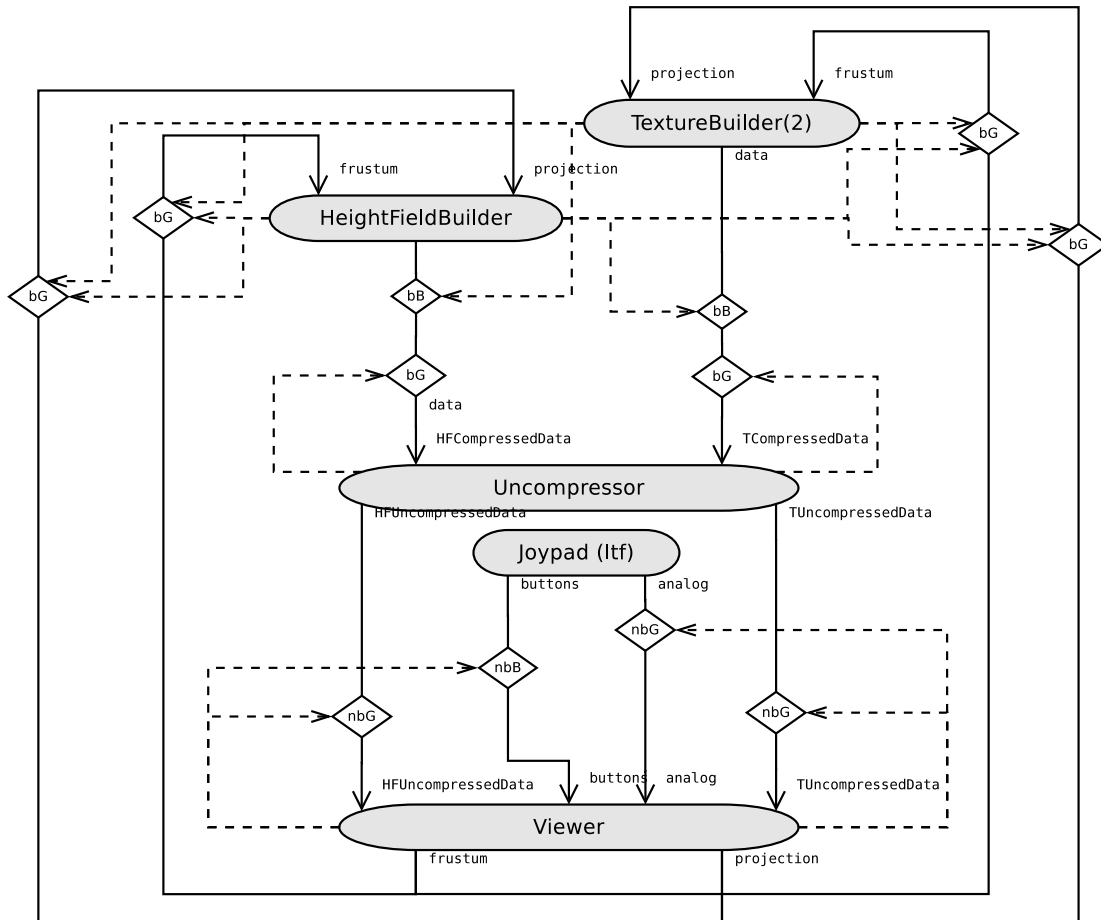 projection
frustum
TextureBuilder(2)
bG
data
frustum
projection
HeightFieldBuilder
bG
bG
bG
bB
bB
bG
bG
data
HFCompressedData
TCompressedData
Uncompressor
HFUncompressedData
TUncompressedData
Joypad (ltf)
buttons
analog
nbG
nbB
nbG
nbG
buttons
analog
HFUncompressedData
TUncompressedData
Viewer
frustum
projection